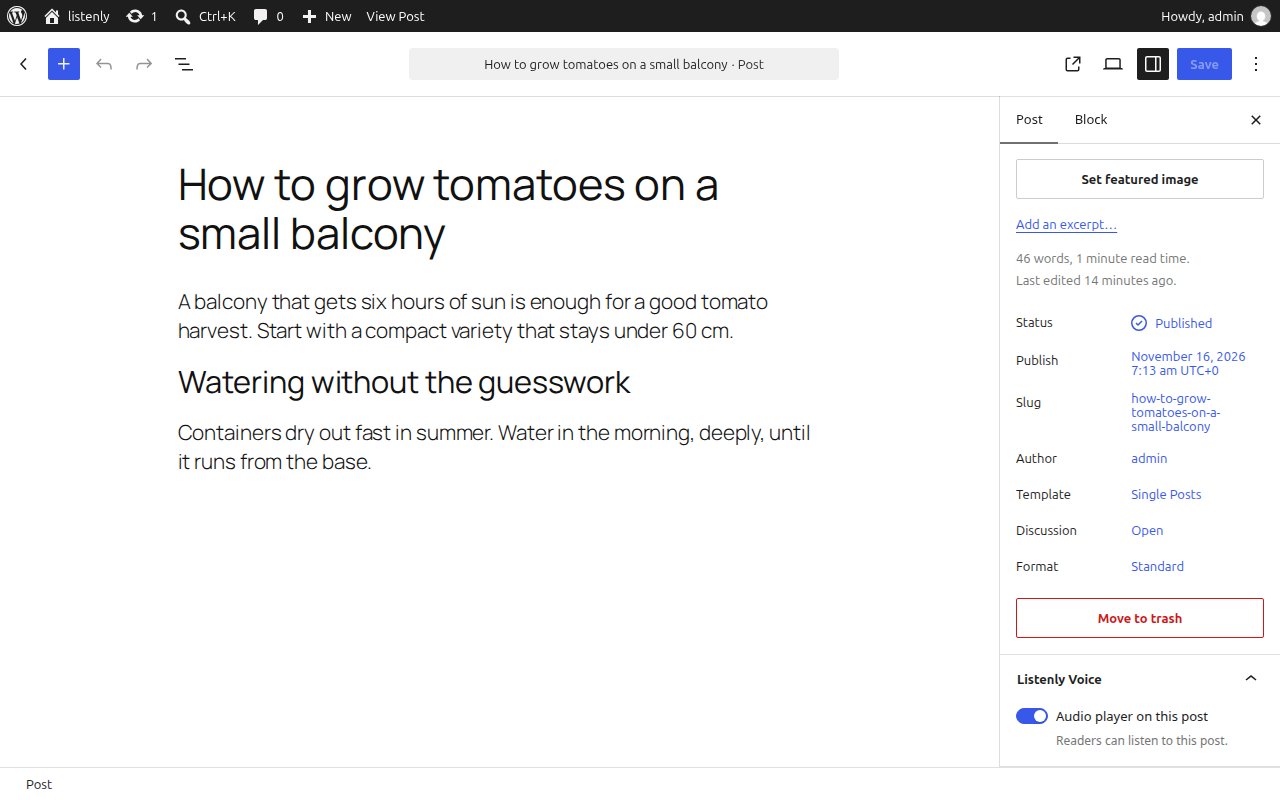 listenly
1
Ctrl+K
0
New
View Post
Howdy, admin
How to grow tomatoes on a small balcony · Post
Save
Post
Block
How to grow tomatoes on a
small balcony
A balcony that gets six hours of sun is enough for a good tomato
harvest. Start with a compact variety that stays under 60 cm.
Watering without the guesswork
Containers dry out fast in summer. Water in the morning, deeply, until
it runs from the base.
Set featured image
Add an excerpt…
46 words, 1 minute read time.
Last edited 14 minutes ago.
Status
Published
Publish
November 16, 2026
7:13 am UTC+0
Slug
how-to-grow-
tomatoes-on-a-
small-balcony
Author
admin
Template
Single Posts
Discussion
Open
Format
Standard
Move to trash
Listenly Voice
Audio player on this post
Readers can listen to this post.
Post